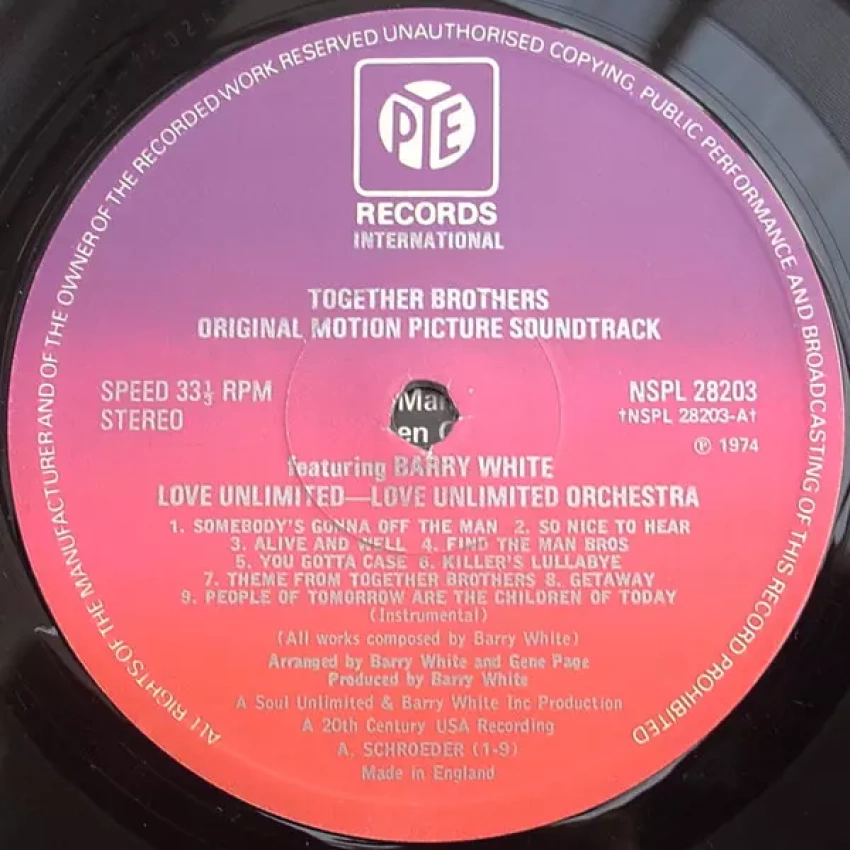 ALL RIGHTS OF THE MANUFACTURER AND OF THE OWNER OF THE RECORDED WORK RESERVED UNAUTHORISED COPYING, PUBLIC PERFORMANCE AND BROADCASTING OF THIS RECORD PROHIBITED
PYE
RECORDS
INTERNATIONAL
TOGETHER BROTHERS
ORIGINAL MOTION PICTURE SOUNDTRACK
SPEED 33⅓ RPM
STEREO
NSPL 28203
†NSPL 28203-A†
℗ 1974
Mar
en
featuring BARRY WHITE
LOVE UNLIMITED—LOVE UNLIMITED ORCHESTRA
1. SOMEBODY'S GONNA OFF THE MAN 2. SO NICE TO HEAR
3. ALIVE AND WELL 4. FIND THE MAN BROS
5. YOU GOTTA CASE 6. KILLER'S LULLABYE
7. THEME FROM TOGETHER BROTHERS 8. GETAWAY
9. PEOPLE OF TOMORROW ARE THE CHILDREN OF TODAY
(Instrumental)
(All works composed by Barry White)
Arranged by Barry White and Gene Page
Produced by Barry White
A Soul Unlimited & Barry White Inc Production
A 20th Century USA Recording
A. SCHROEDER (1-9)
Made in England